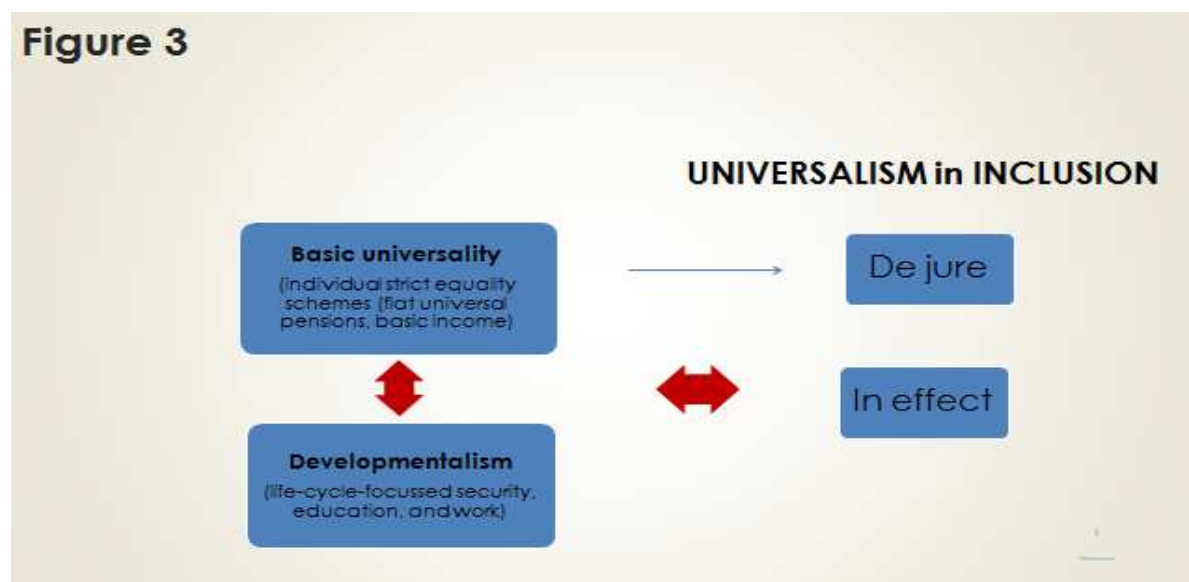 Figure 3
UNIVERSALISM in INCLUSION
Basic universality
(individual strict equality
schemes (flat universal
pensions, basic income)
De jure
In effect
Developmentalism
(life-cycle-focussed security,
education, and work)